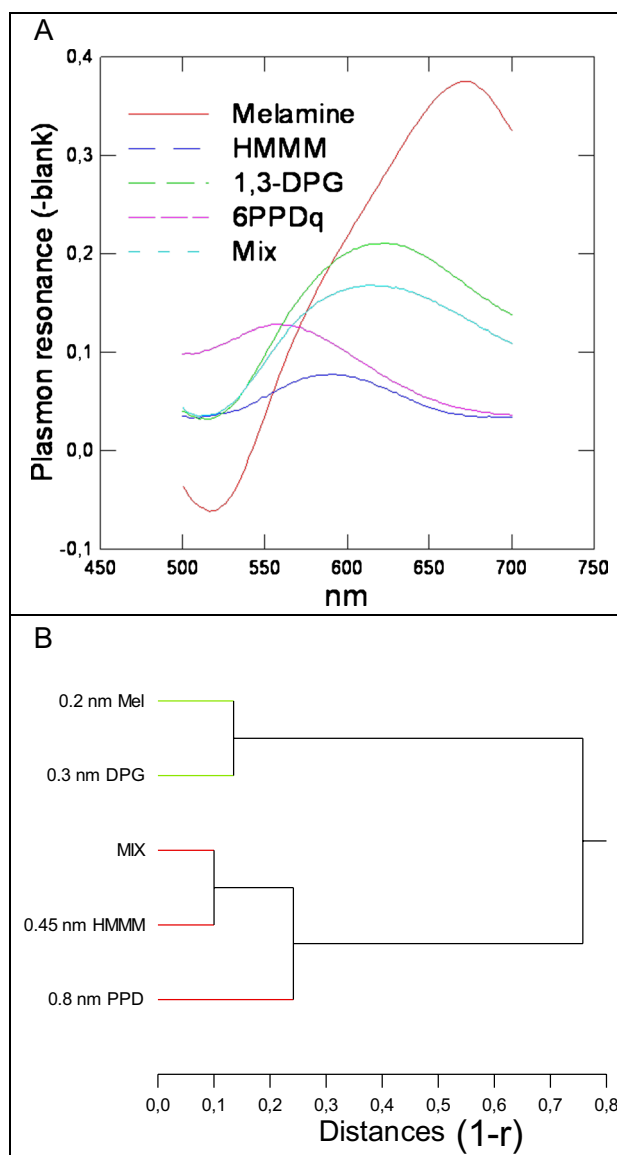 A
0,4
0,3
0,2
0,1
0,0
-0,1
Plasmon resonance (-blank)
Melamine
HMMM
1,3-DPG
6PPDq
Mix
450 500 550 600 650 700 750
nm
B
0.2 nm Mel
0.3 nm DPG
MIX
0.45 nm HMMM
0.8 nm PPD
0,0 0,1 0,2 0,3 0,4 0,5 0,6 0,7 0,8
Distances (1-r)